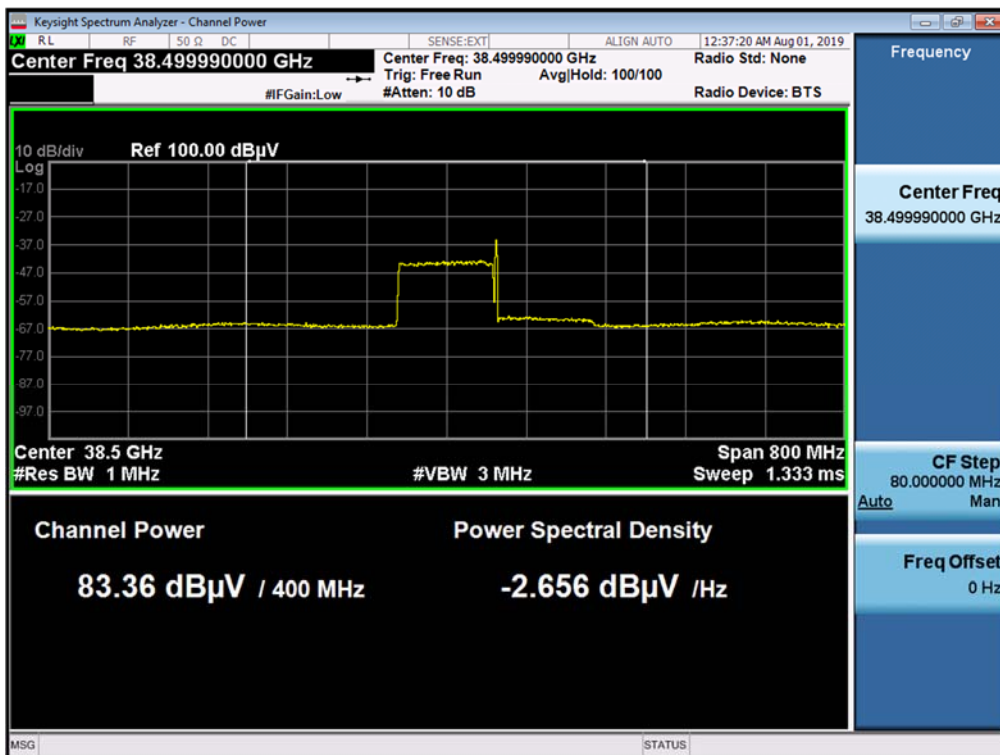 Keysight Spectrum Analyzer - Channel Power
LXI RL RF 50 Ω DC SENSE:EXT ALIGN AUTO 12:37:20 AM Aug 01, 2019
Center Freq 38.499990000 GHz
#IFGain:Low
Center Freq: 38.499990000 GHz
Trig: Free Run Avg|Hold: 100/100
#Atten: 10 dB
Radio Std: None
Radio Device: BTS
10 dB/div Ref 100.00 dBµV
Log
-17.0
-27.0
-37.0
-47.0
-57.0
-67.0
-77.0
-87.0
-97.0
Center 38.5 GHz Span 800 MHz
#Res BW 1 MHz #VBW 3 MHz Sweep 1.333 ms
Channel Power Power Spectral Density
83.36 dBµV / 400 MHz -2.656 dBµV /Hz
MSG STATUS
Frequency
Center Freq
38.499990000 GHz
CF Step
80.000000 MHz
Auto Man
Freq Offset
0 Hz